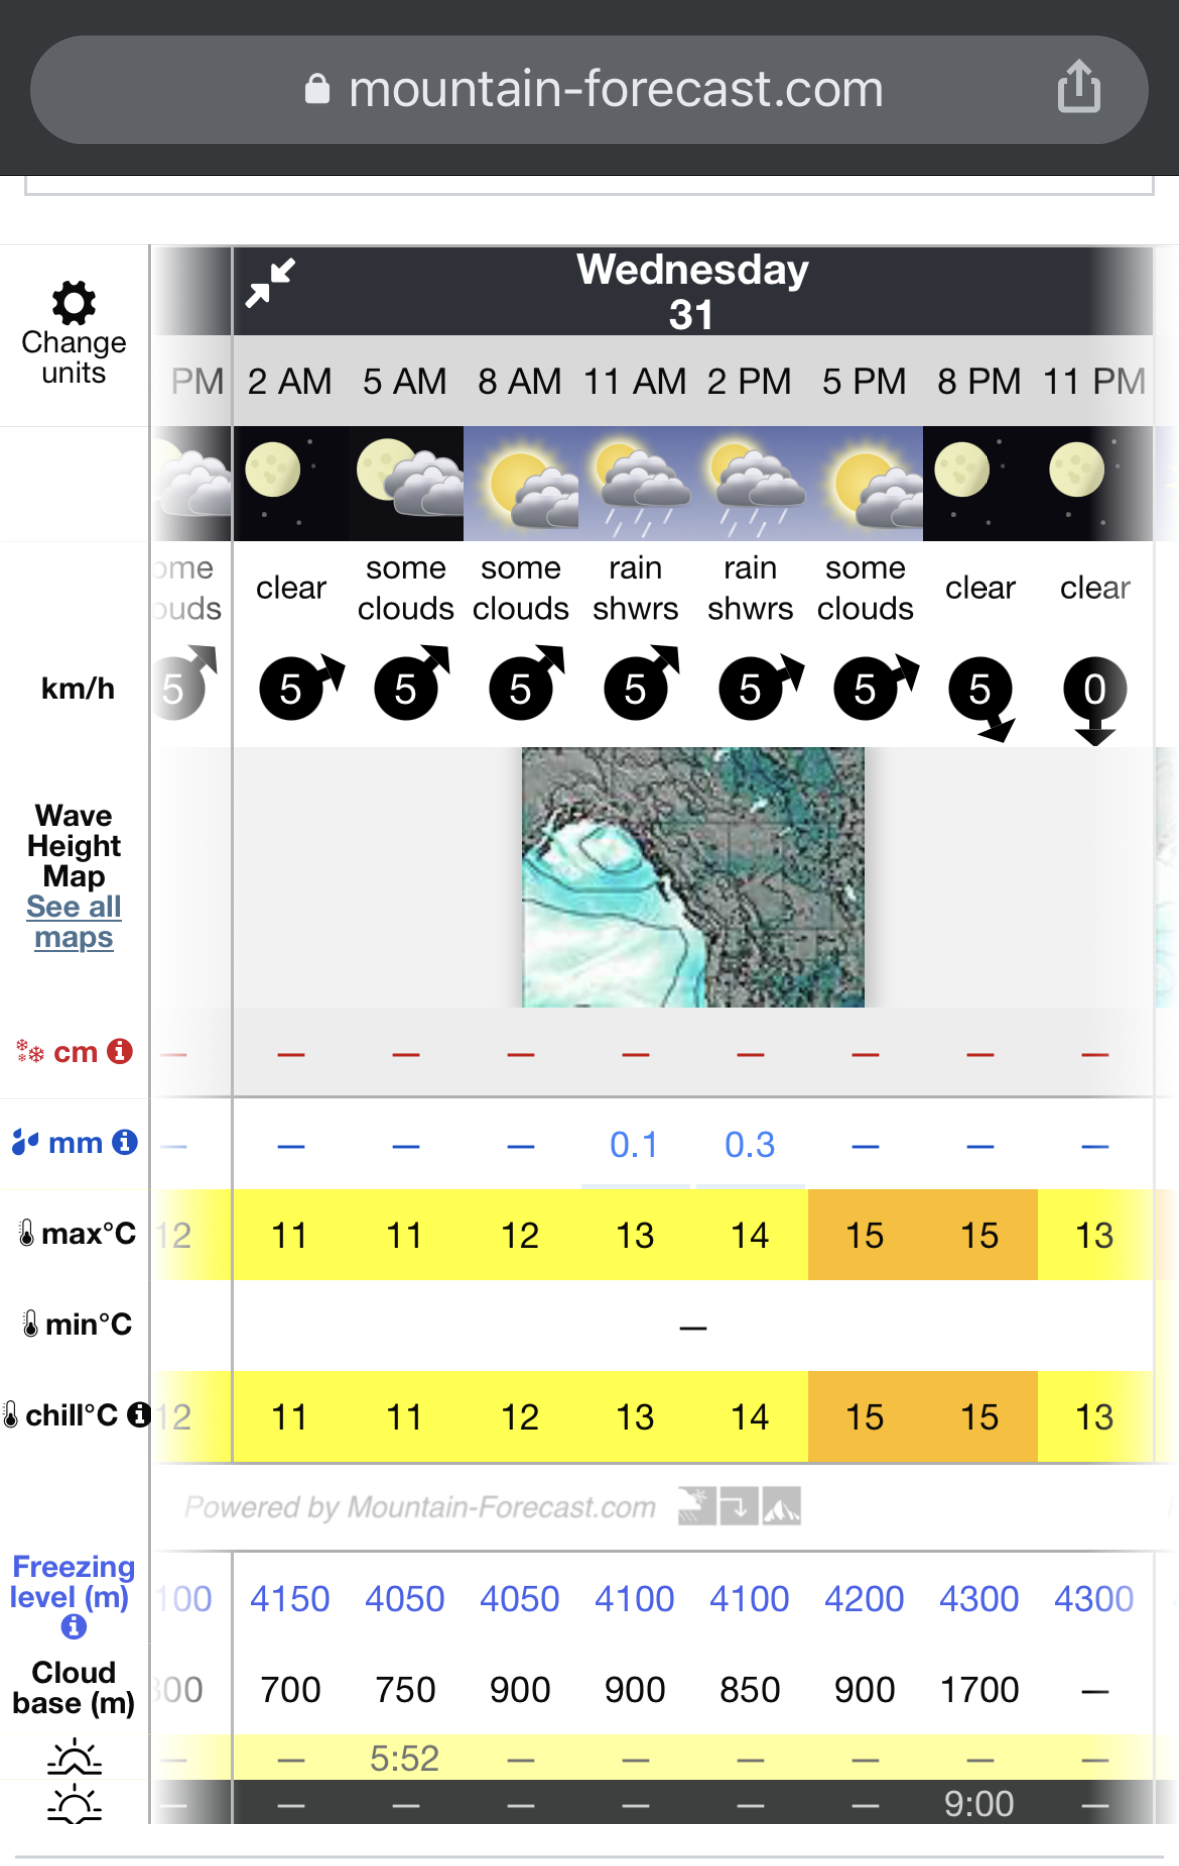 mountain-forecast.com
Wednesday
31
Change
units
PM 2 AM 5 AM 8 AM 11 AM 2 PM 5 PM 8 PM 11 PM
ome some some rain rain some
clear clear clear
ouds clouds clouds shwrs shwrs clouds
km/h 5 5 5 5 5 5 5 5 0
Wave
Height
Map
See all
maps
cm i — — — — — — — — —
mm i — — — — 0.1 0.3 — — —
max°C 12 11 11 12 13 14 15 15 13
min°C —
chill°C i 12 11 11 12 13 14 15 15 13
Powered by Mountain-Forecast.com
Freezing
level (m) 100 4150 4050 4050 4100 4100 4200 4300 4300
i
Cloud
base (m) 00 700 750 900 900 850 900 1700 —
— — 5:52 — — — — — —
— — — — — — — 9:00 —